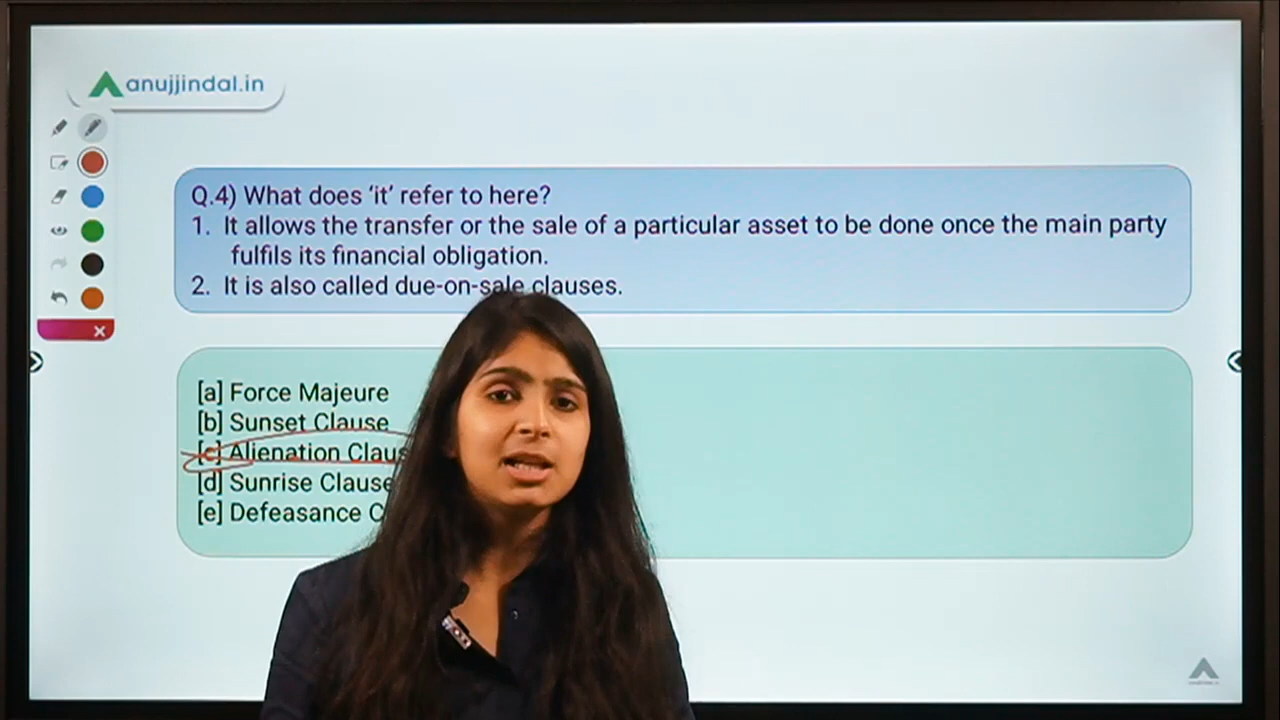 anujjindal.in
Q.4) What does ‘it’ refer to here?
1. It allows the transfer or the sale of a particular asset to be done once the main party
fulfils its financial obligation.
2. It is also called due-on-sale clauses.
[a] Force Majeure
[b] Sunset Clause
[c] Alienation Claus
[d] Sunrise Clause
[e] Defeasance C